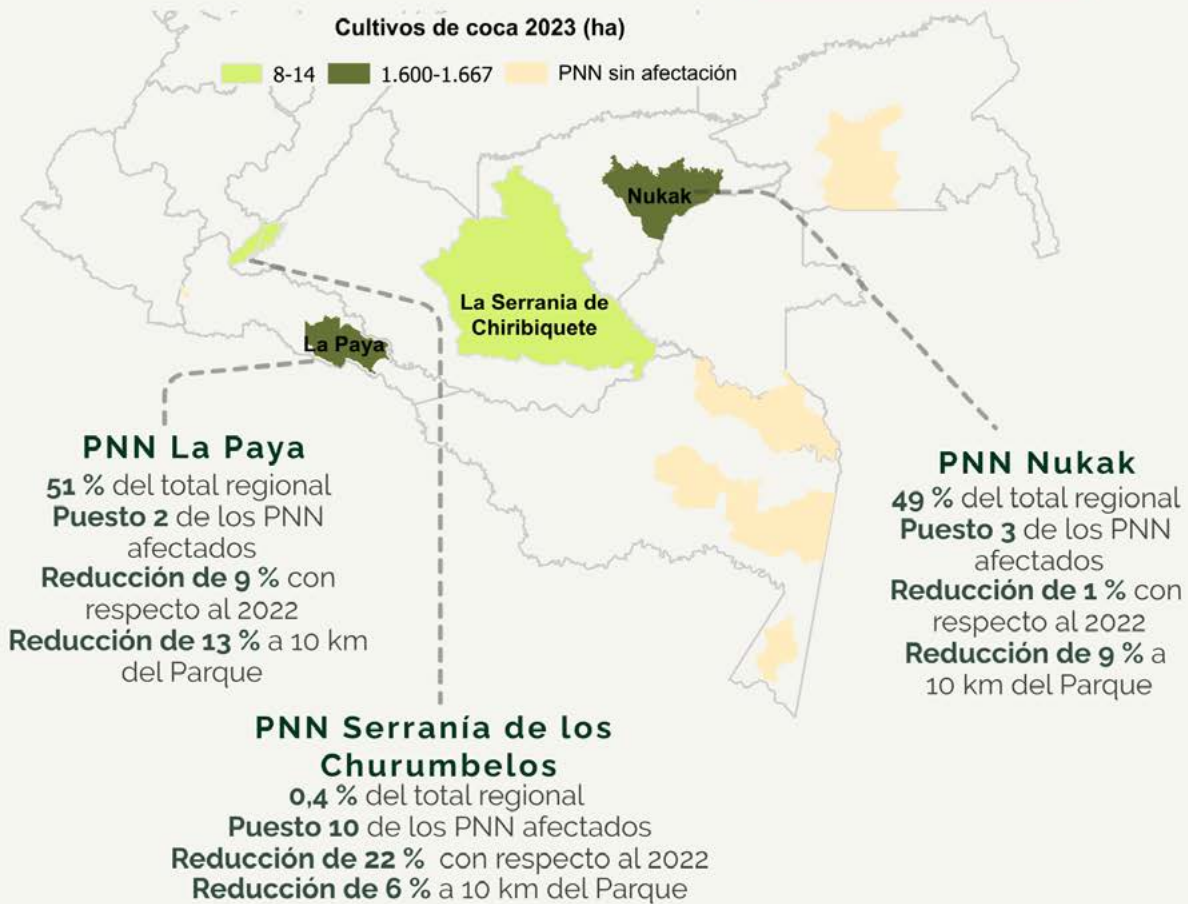 Cultivos de coca 2023 (ha)
8-14 1.600-1.667 PNN sin afectación
Nukak
La Serrania de
Chiribiquete
La Paya
PNN La Paya
51 % del total regional
Puesto 2 de los PNN
afectados
Reducción de 9 % con
respecto al 2022
Reducción de 13 % a 10 km
del Parque
PNN Nukak
49 % del total regional
Puesto 3 de los PNN
afectados
Reducción de 1 % con
respecto al 2022
Reducción de 9 % a
10 km del Parque
PNN Serranía de los
Churumbelos
0,4 % del total regional
Puesto 10 de los PNN afectados
Reducción de 22 % con respecto al 2022
Reducción de 6 % a 10 km del Parque